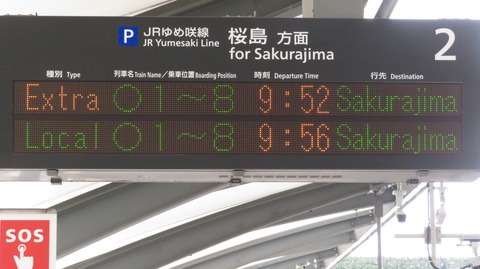 P JRゆめ咲線 桜島 方面 2
JR Yumesaki Line for Sakurajima
種別 Type 列車名 Train Name /乗車位置 Boarding Position 時刻 Departure Time 行先 Destination
Extra ○1～8 9:52 Sakurajima
Local ○1～8 9:56 Sakurajima
SOS